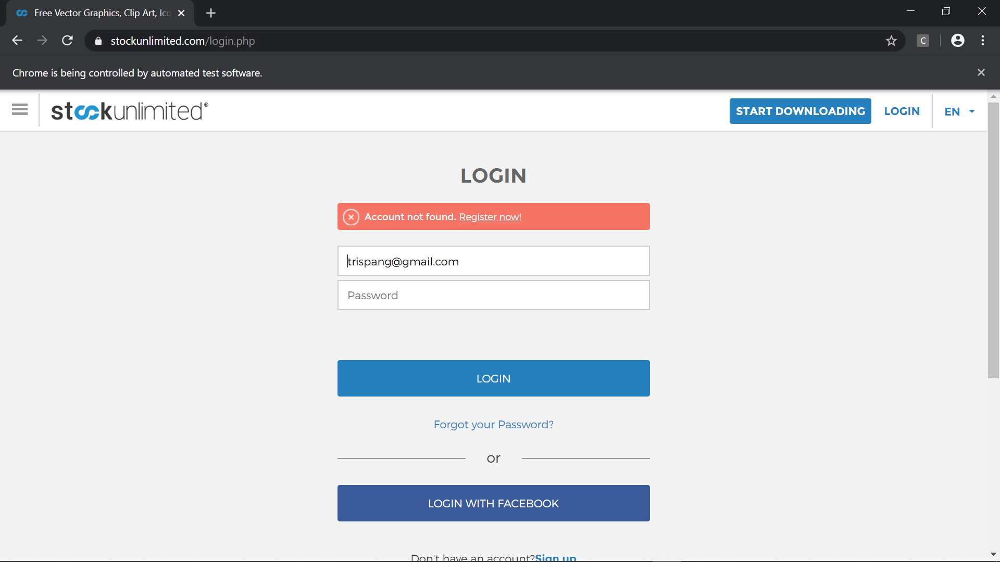 Free Vector Graphics, Clip Art, Ico
stockunlimited.com/login.php
C
Chrome is being controlled by automated test software.
stockunlimited®
START DOWNLOADING
LOGIN
EN
LOGIN
Account not found. Register now!
trispang@gmail.com
Password
LOGIN
Forgot your Password?
or
LOGIN WITH FACEBOOK
Don't have an account?Sign up